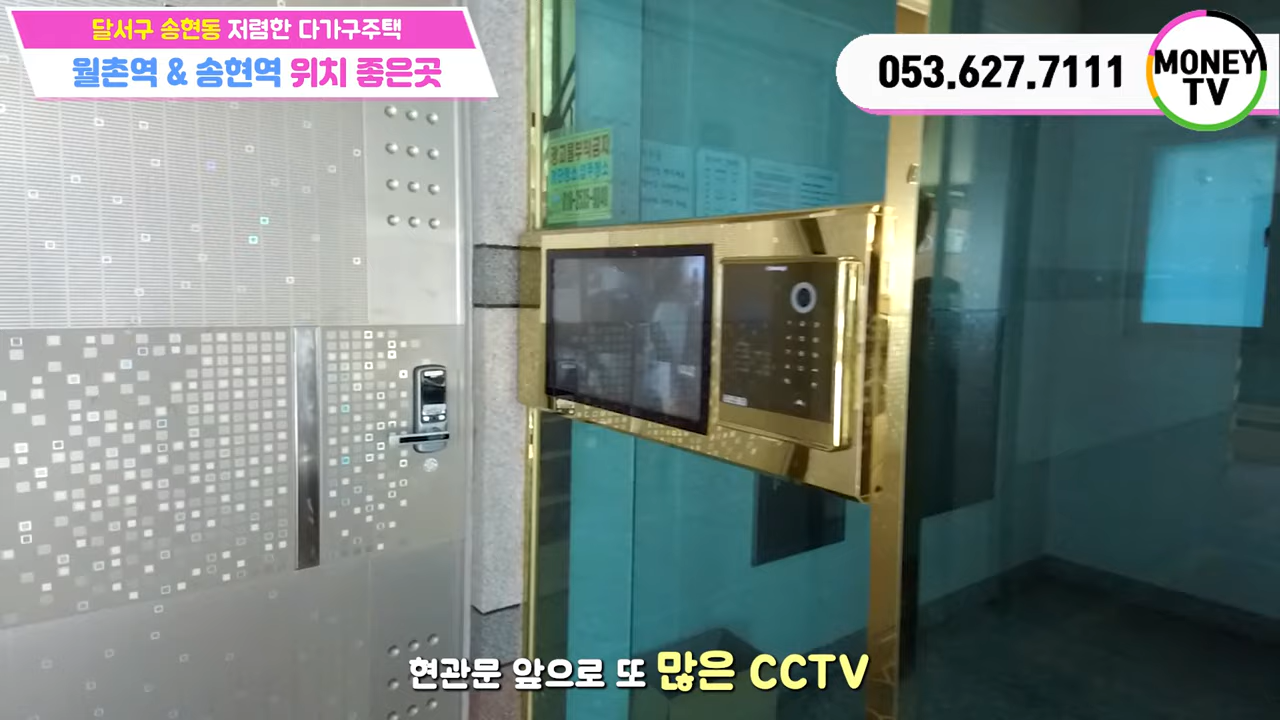 달서구 송현동 저렴한 다가구주택
월촌역 & 송현역 위치 좋은곳
053.627.7111
MONEY
TV
현관문 앞으로 또 많은 CCTV